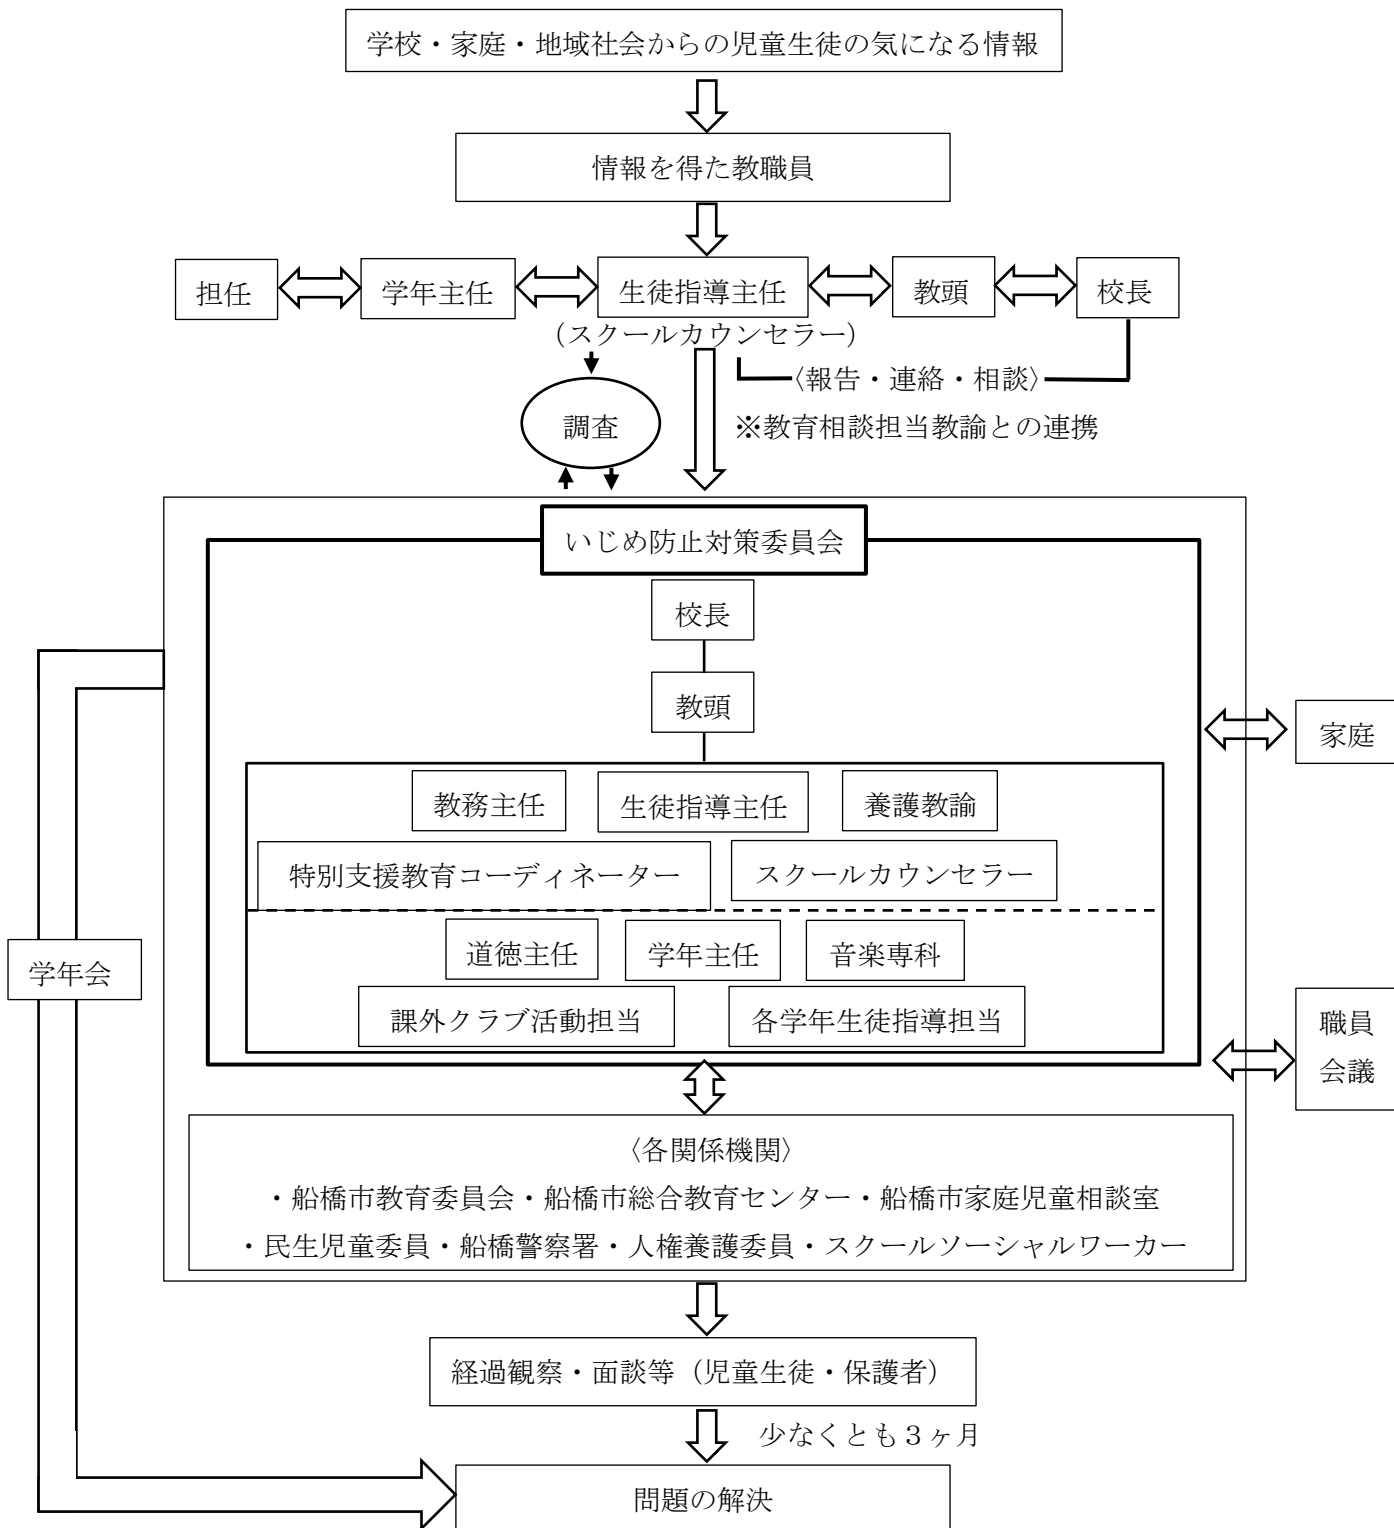 学校・家庭・地域社会からの児童生徒の気になる情報
情報を得た教職員
担任
学年主任
生徒指導主任
教頭
校長
（スクールカウンセラー）
〈報告・連絡・相談〉
調査
※教育相談担当教諭との連携
いじめ防止対策委員会
校長
教頭
家庭
教務主任
生徒指導主任
養護教諭
特別支援教育コーディネーター
スクールカウンセラー
道徳主任
学年主任
音楽専科
学年会
課外クラブ活動担当
各学年生徒指導担当
職員
会議
〈各関係機関〉
・船橋市教育委員会・船橋市総合教育センター・船橋市家庭児童相談室
・民生児童委員・船橋警察署・人権養護委員・スクールソーシャルワーカー
経過観察・面談等（児童生徒・保護者）
少なくとも３ヶ月
問題の解決